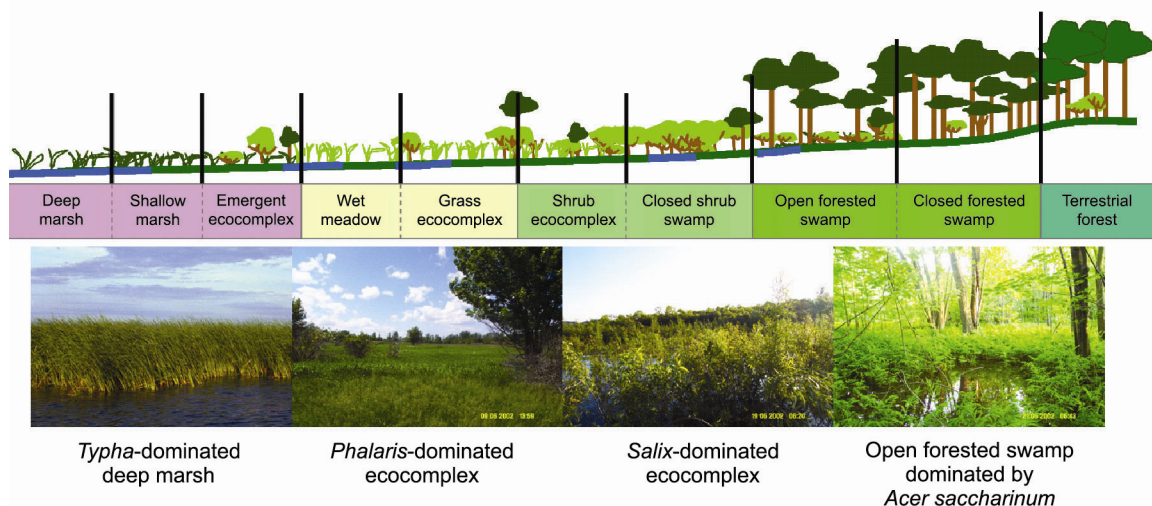 Deep
marsh
Shallow
marsh
Emergent
ecocomplex
Wet
meadow
Grass
ecocomplex
Shrub
ecocomplex
Closed shrub
swamp
Open forested
swamp
Closed forested
swamp
Terrestrial
forest
Typha-dominated
deep marsh
Phalaris-dominated
ecocomplex
Salix-dominated
ecocomplex
Open forested swamp
dominated by
Acer saccharinum